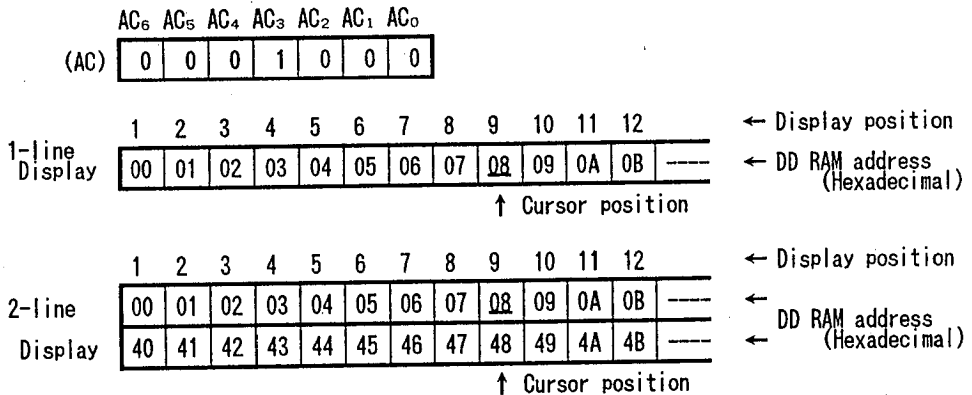 AC6 AC5 AC4 AC3 AC2 AC1 AC0
(AC) 0 0 0 1 0 0 0
1 2 3 4 5 6 7 8 9 10 11 12 ← Display position
1-line Display 00 01 02 03 04 05 06 07 08 09 0A 0B ---- ← DD RAM address (Hexadecimal)
↑ Cursor position
1 2 3 4 5 6 7 8 9 10 11 12 ← Display position
2-line Display 00 01 02 03 04 05 06 07 08 09 0A 0B ---- ←
40 41 42 43 44 45 46 47 48 49 4A 4B ---- ← DD RAM address (Hexadecimal)
↑ Cursor position